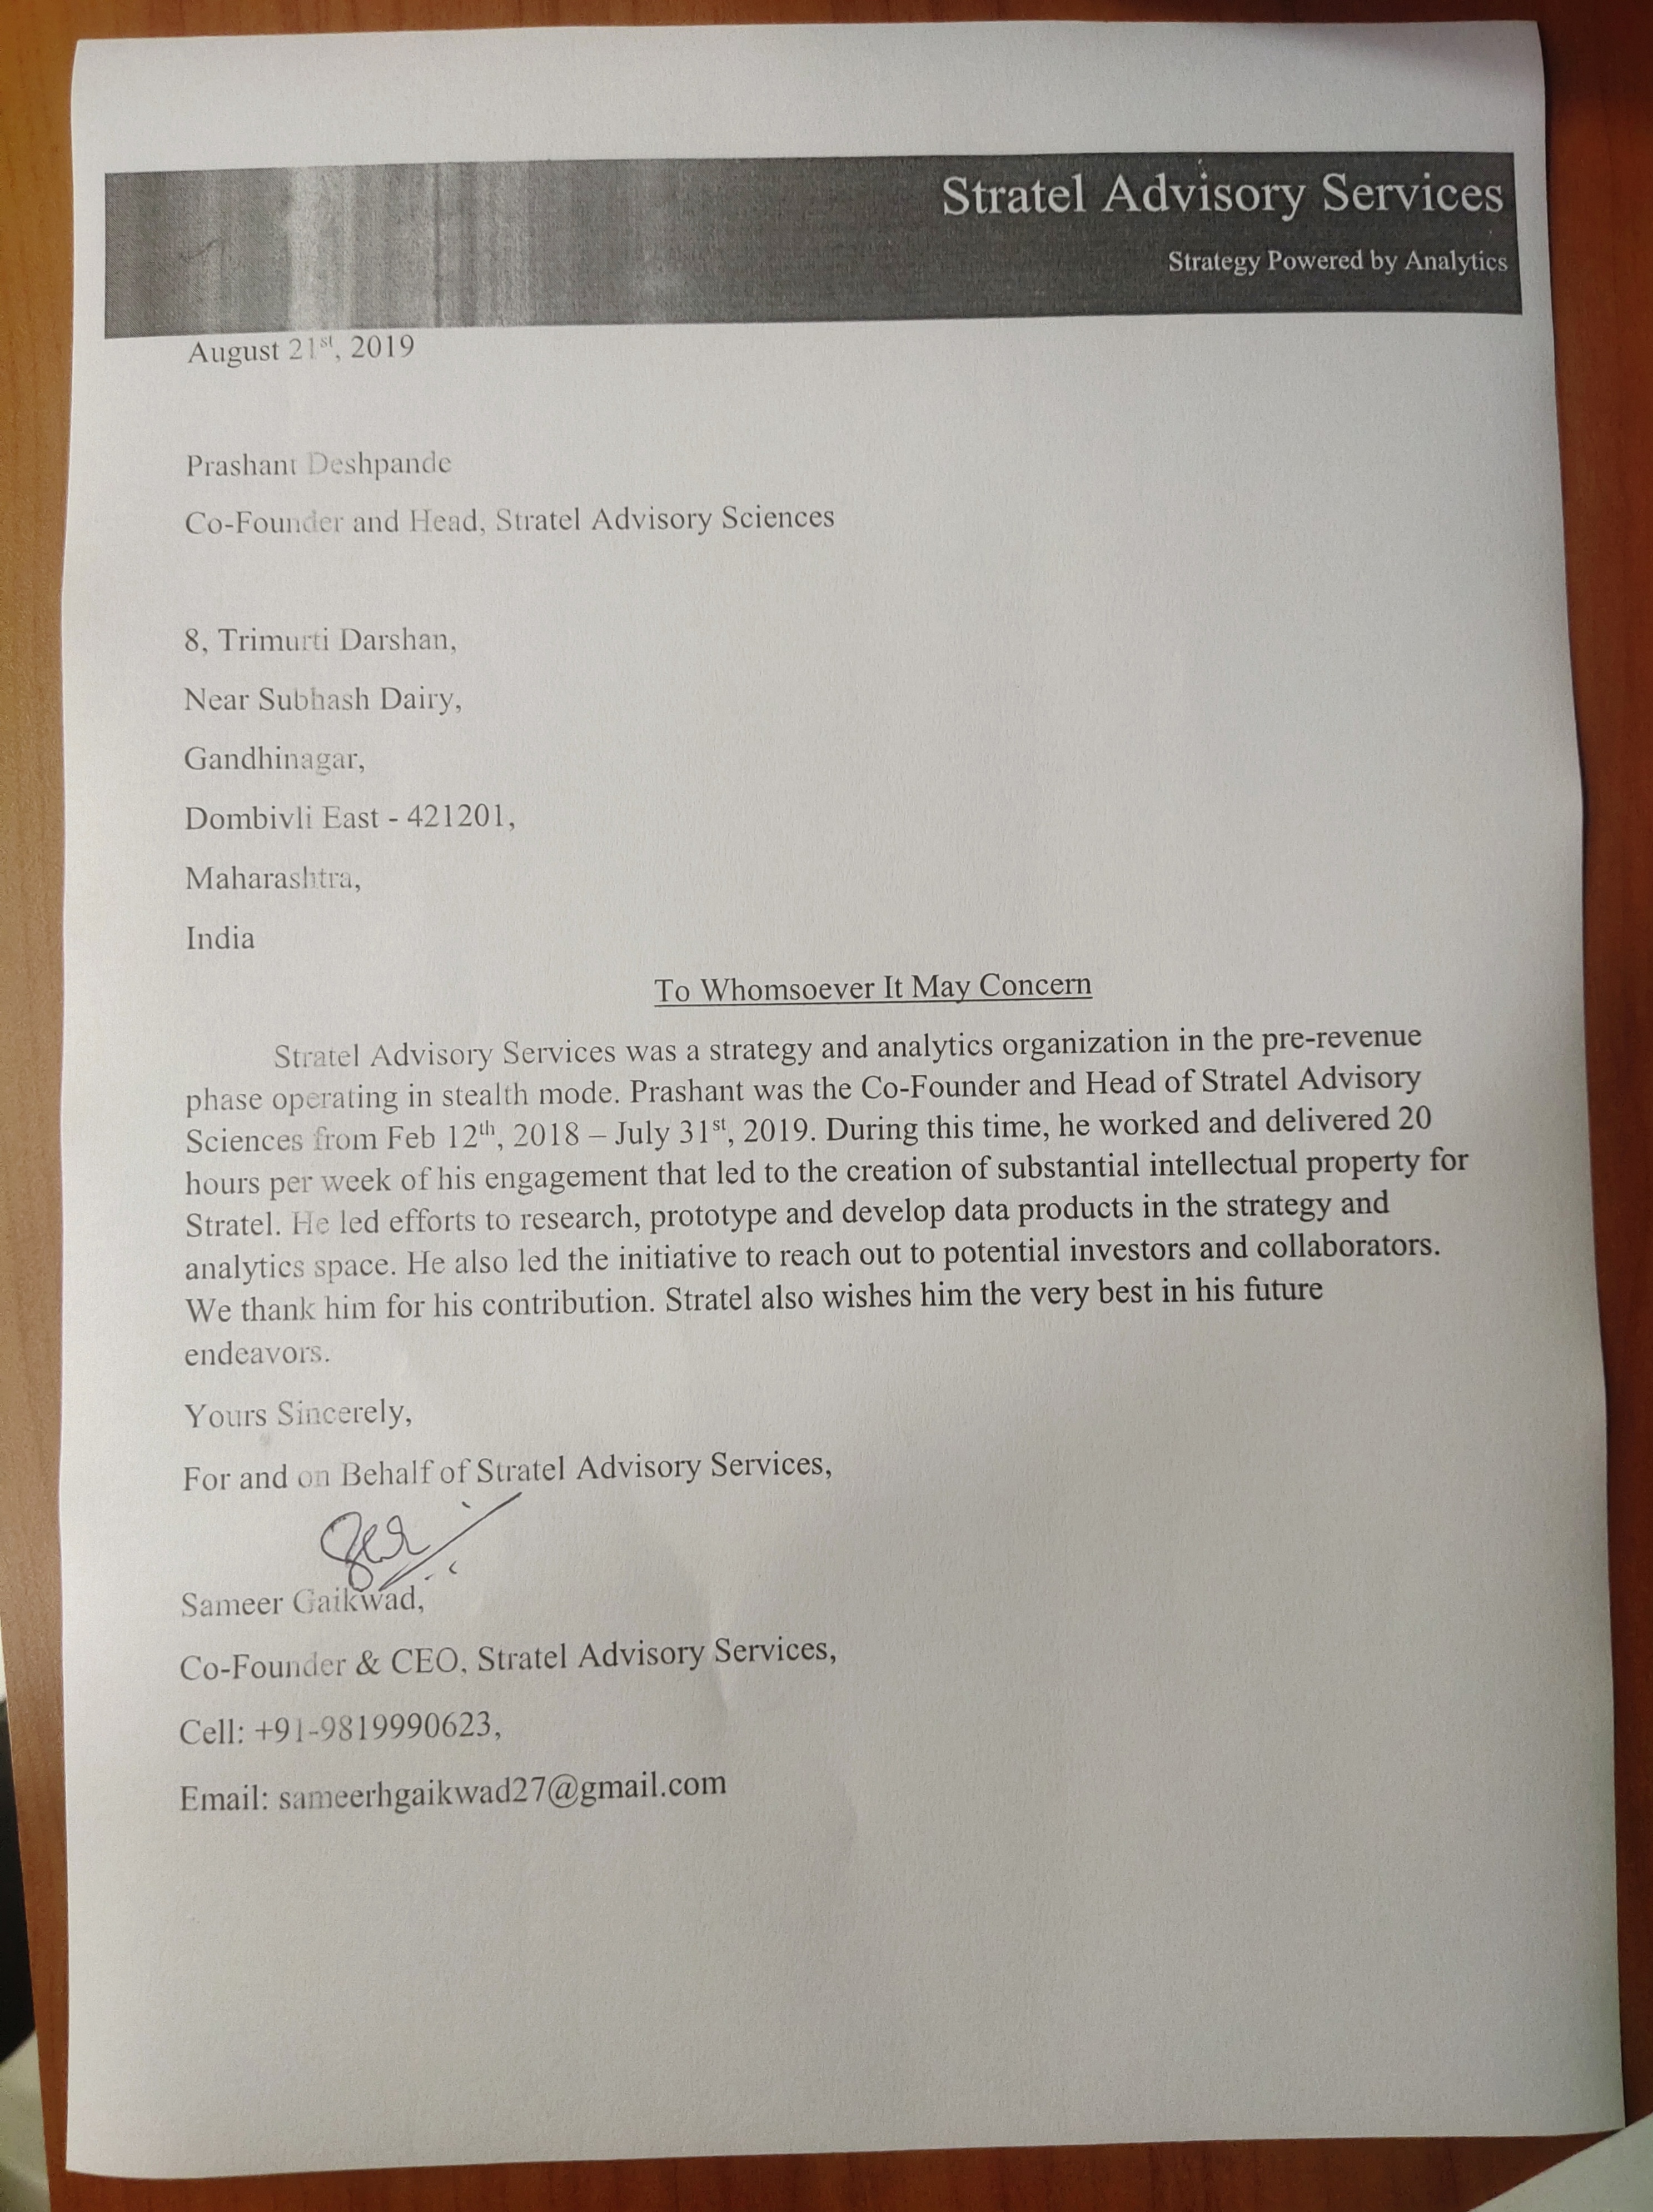 Stratel Advisory Services
Strategy Powered by Analytics
August 21st, 2019
Prashant Deshpande
Co-Founder and Head, Stratel Advisory Sciences
8, Trimurti Darshan,
Near Subhash Dairy,
Gandhinagar,
Dombivli East - 421201,
Maharashtra,
India
To Whomsoever It May Concern
Stratel Advisory Services was a strategy and analytics organization in the pre-revenue
phase operating in stealth mode. Prashant was the Co-Founder and Head of Stratel Advisory
Sciences from Feb 12th, 2018 – July 31st, 2019. During this time, he worked and delivered 20
hours per week of his engagement that led to the creation of substantial intellectual property for
Stratel. He led efforts to research, prototype and develop data products in the strategy and
analytics space. He also led the initiative to reach out to potential investors and collaborators.
We thank him for his contribution. Stratel also wishes him the very best in his future
endeavors.
Yours Sincerely,
For and on Behalf of Stratel Advisory Services,
Sameer Gaikwad,
Co-Founder & CEO, Stratel Advisory Services,
Cell: +91-9819990623,
Email: sameerhgaikwad27@gmail.com